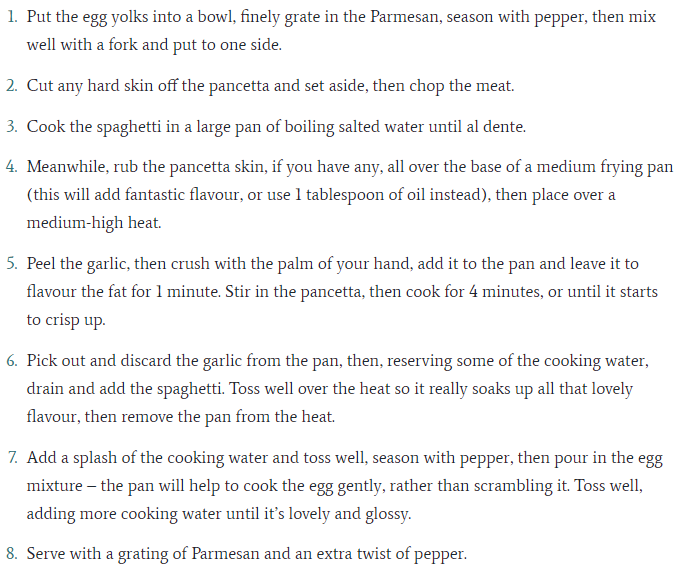 1. Put the egg yolks into a bowl, finely grate in the Parmesan, season with pepper, then mix
well with a fork and put to one side.
2. Cut any hard skin off the pancetta and set aside, then chop the meat.
3. Cook the spaghetti in a large pan of boiling salted water until al dente.
4. Meanwhile, rub the pancetta skin, if you have any, all over the base of a medium frying pan
(this will add fantastic flavour, or use 1 tablespoon of oil instead), then place over a
medium-high heat.
5. Peel the garlic, then crush with the palm of your hand, add it to the pan and leave it to
flavour the fat for 1 minute. Stir in the pancetta, then cook for 4 minutes, or until it starts
to crisp up.
6. Pick out and discard the garlic from the pan, then, reserving some of the cooking water,
drain and add the spaghetti. Toss well over the heat so it really soaks up all that lovely
flavour, then remove the pan from the heat.
7. Add a splash of the cooking water and toss well, season with pepper, then pour in the egg
mixture – the pan will help to cook the egg gently, rather than scrambling it. Toss well,
adding more cooking water until it’s lovely and glossy.
8. Serve with a grating of Parmesan and an extra twist of pepper.